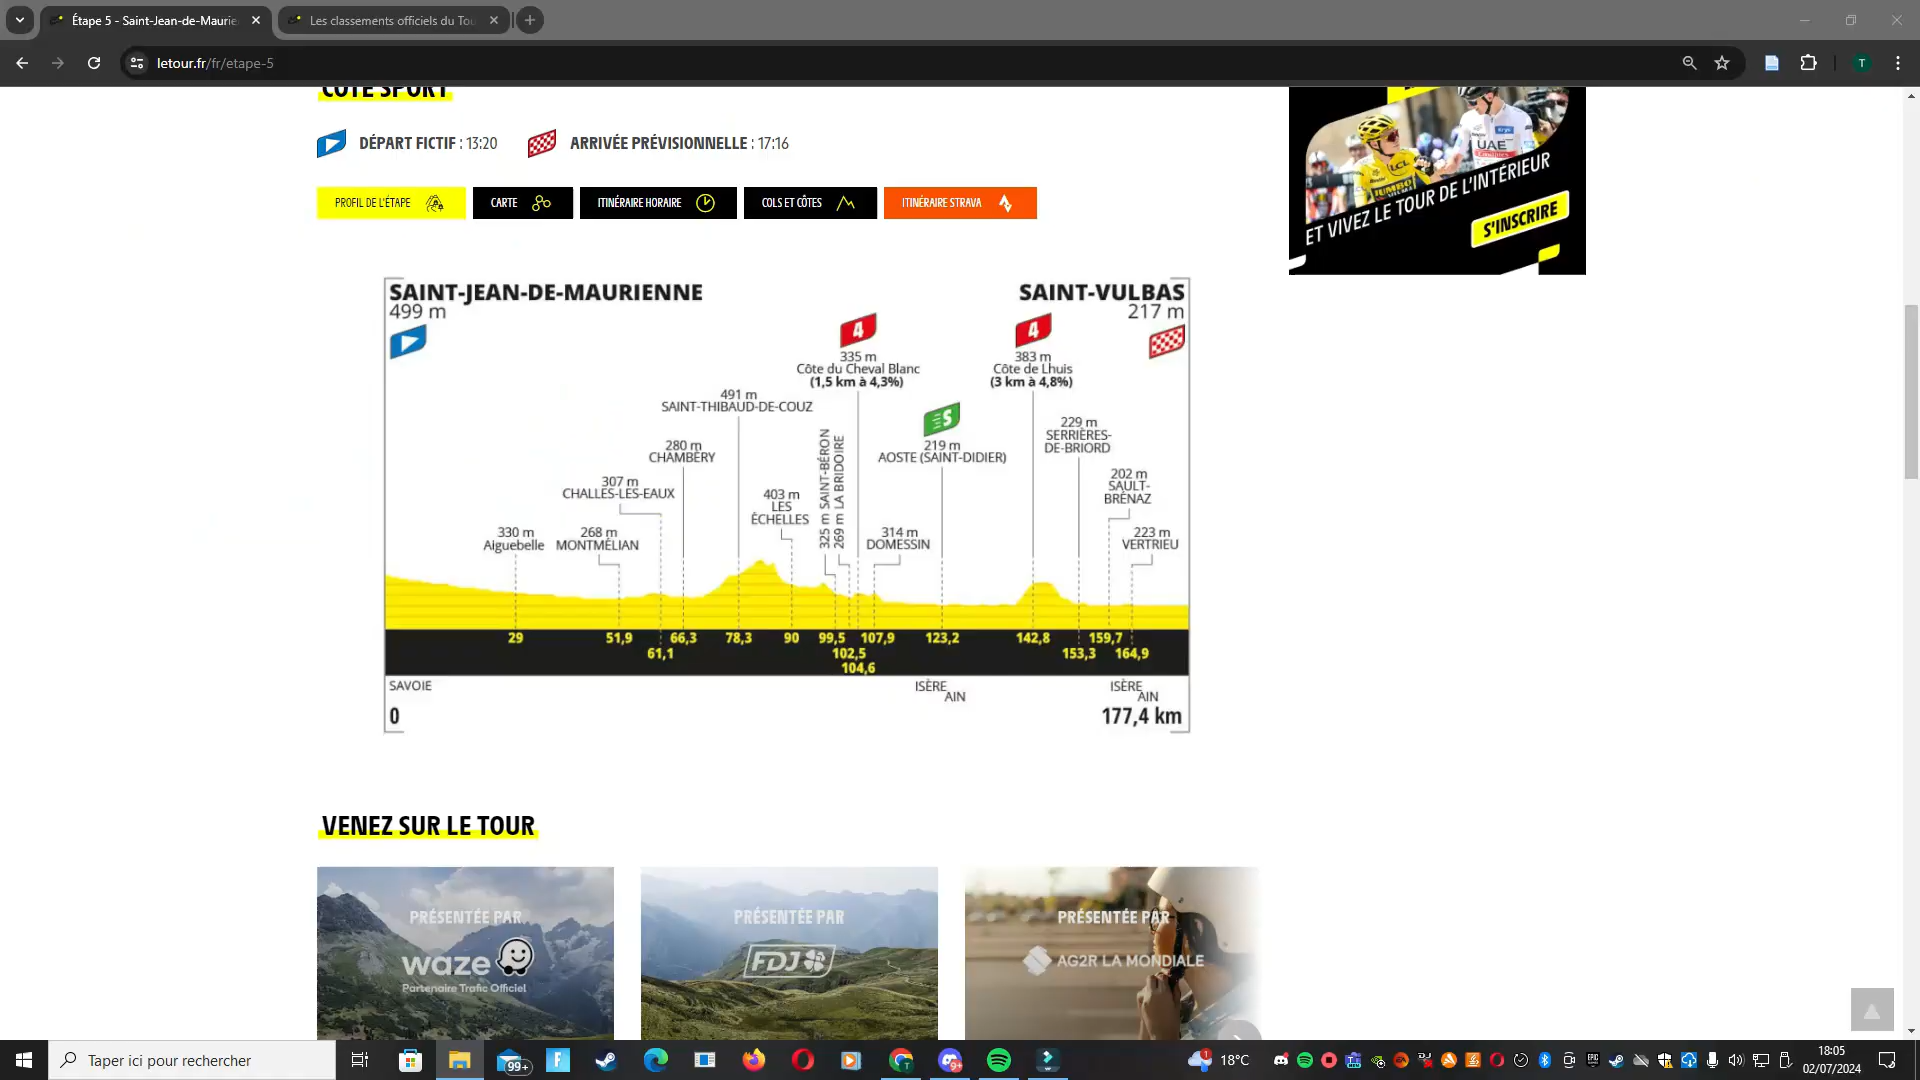 Étape 5 - Saint-Jean-de-Maurie
Les classements officiels du Tou
letour.fr/fr/etape-5
T
CÔTÉ SPORT
DÉPART FICTIF : 13:20
ARRIVÉE PRÉVISIONNELLE : 17:16
PROFIL DE L'ÉTAPE
CARTE
ITINÉRAIRE HORAIRE
COLS ET CÔTES
ITINÉRAIRE STRAVA
UAE
LCL
JUMBO
ET VIVEZ LE TOUR DE L'INTÉRIEUR
S'INSCRIRE
SAINT-JEAN-DE-MAURIENNE
499 m
SAINT-VULBAS
217 m
4
335 m
Côte du Cheval Blanc
(1,5 km à 4,3%)
4
383 m
Côte de Lhuis
(3 km à 4,8%)
491 m
SAINT-THIBAUD-DE-COUZ
S
219 m
AOSTE (SAINT-DIDIER)
229 m
SERRIÈRES-
DE-BRIORD
280 m
CHAMBÉRY
325 m SAINT-BÉRON
269 m LA BRIDOIRE
202 m
SAULT-
BRÉNAZ
307 m
CHALLES-LES-EAUX
403 m
LES
ÉCHELLES
330 m
Aiguebelle
268 m
MONTMÉLIAN
314 m
DOMESSIN
223 m
VERTRIEU
29
51,9
61,1
66,3
78,3
90
99,5
102,5
104,6
107,9
123,2
142,8
153,3
159,7
164,9
SAVOIE
ISÈRE
AIN
ISÈRE
AIN
0
177,4 km
VENEZ SUR LE TOUR
PRÉSENTÉE PAR
waze
Partenaire Trafic Officiel
PRÉSENTÉE PAR
FDJ
PRÉSENTÉE PAR
AG2R LA MONDIALE
Taper ici pour rechercher
99+
9+
1
18°C
18:05
02/07/2024